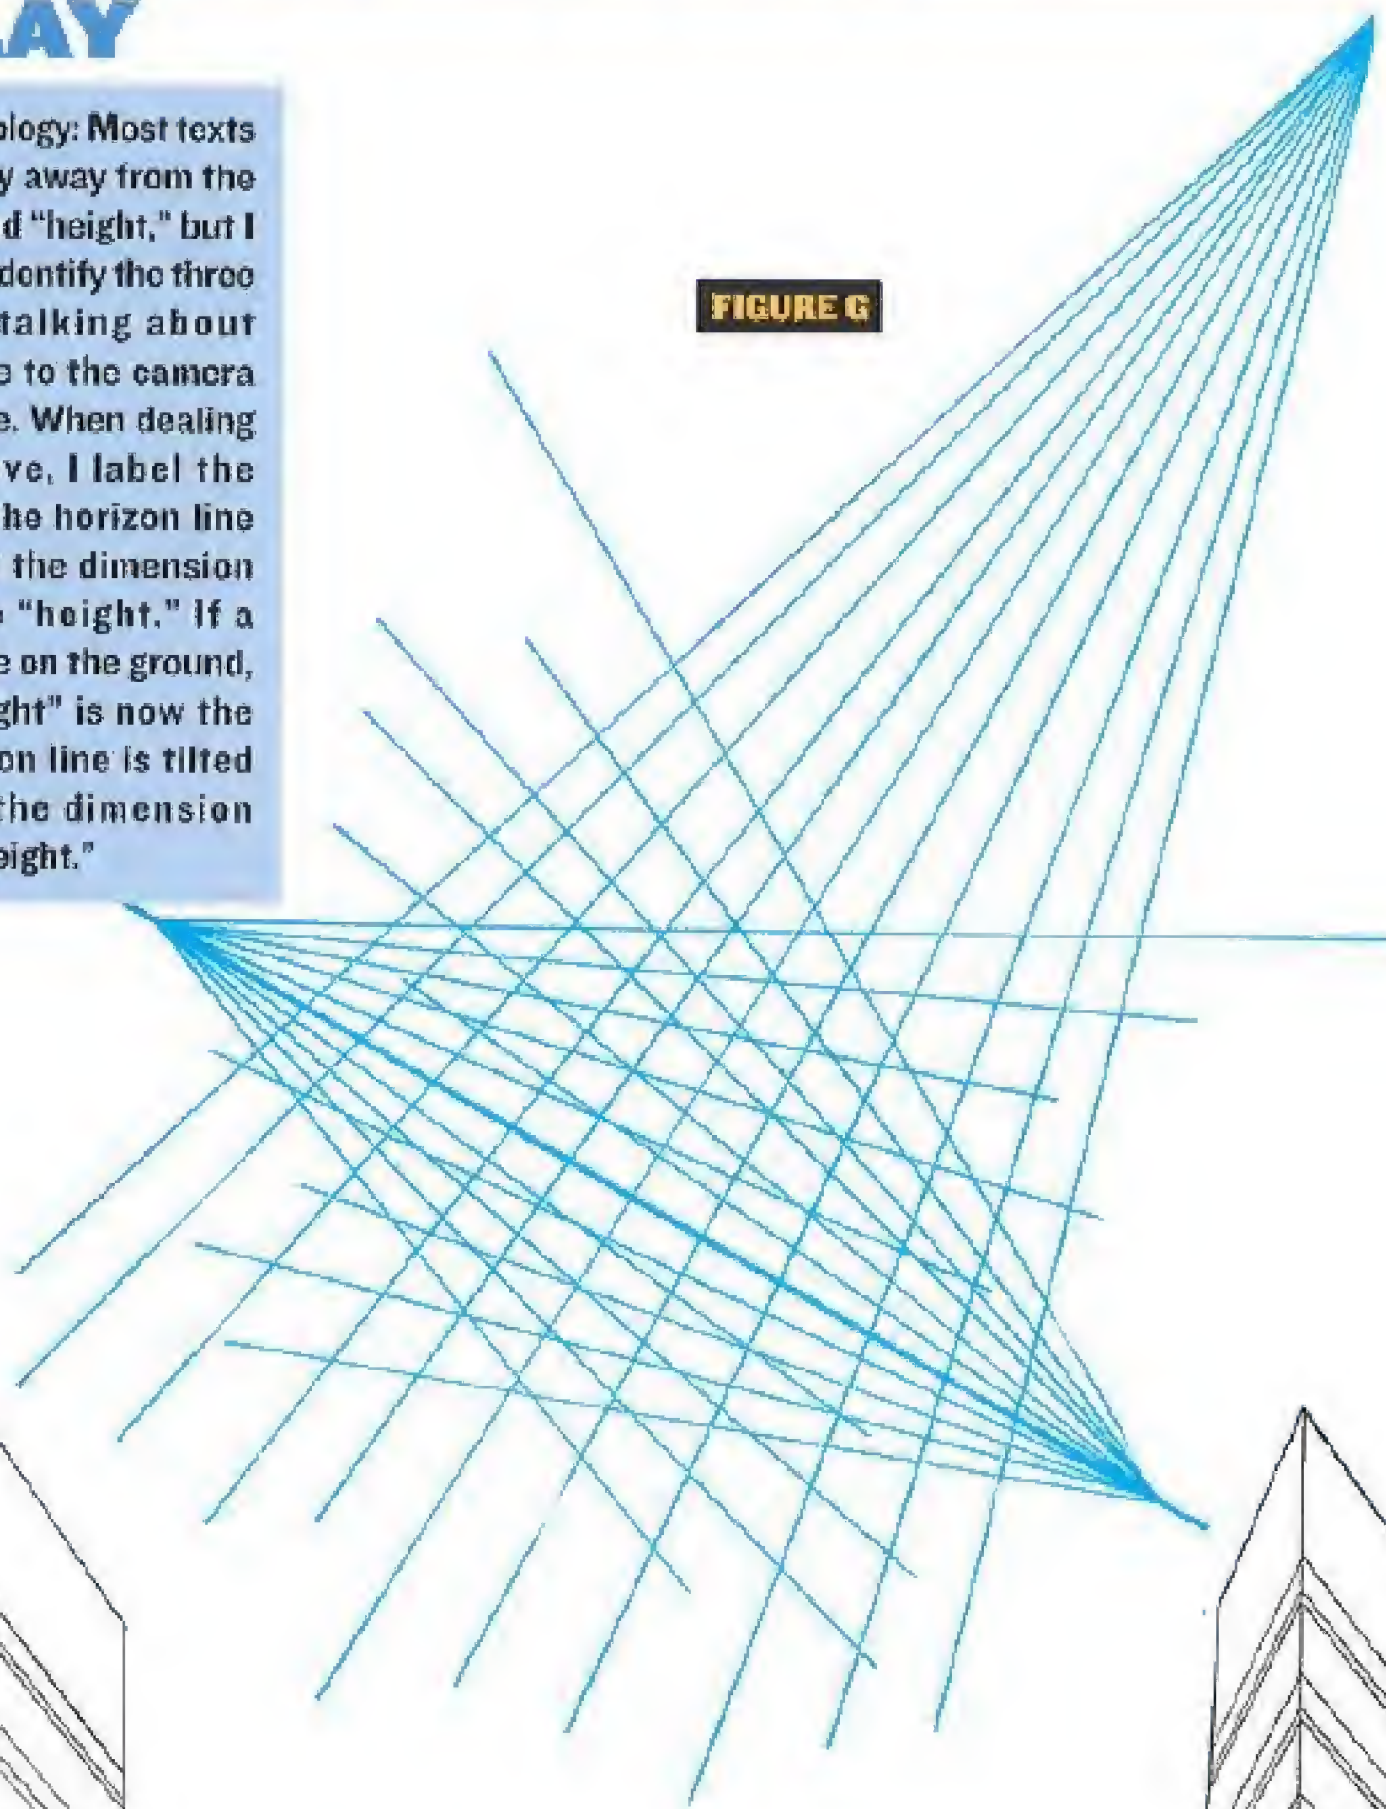 AY
ology: Most texts
y away from the
d “height,” but I
dentify the three
talking about
e to the camera
e. When dealing
ve, I label the
he horizon line
the dimension
“height.” If a
e on the ground,
ght” is now the
on line is tilted
the dimension
eight.”
FIGURE G